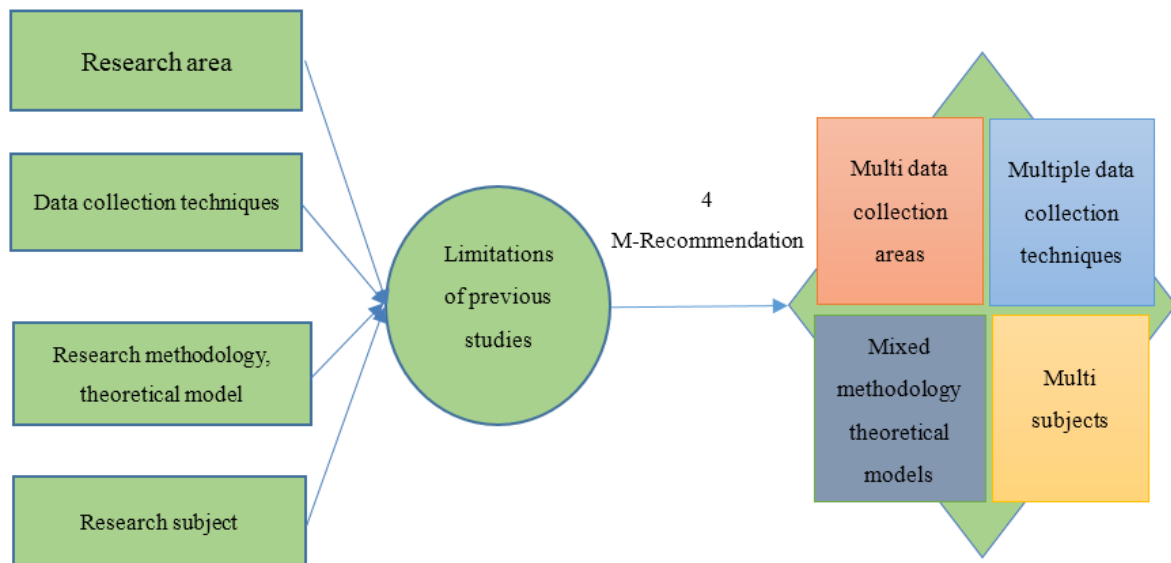 Research area
Data collection techniques
Research methodology,
theoretical model
Research subject
Limitations
of previous
studies
4
M-Recommendation
Multi data
collection
areas
Multiple data
collection
techniques
Mixed
methodology
theoretical
models
Multi
subjects